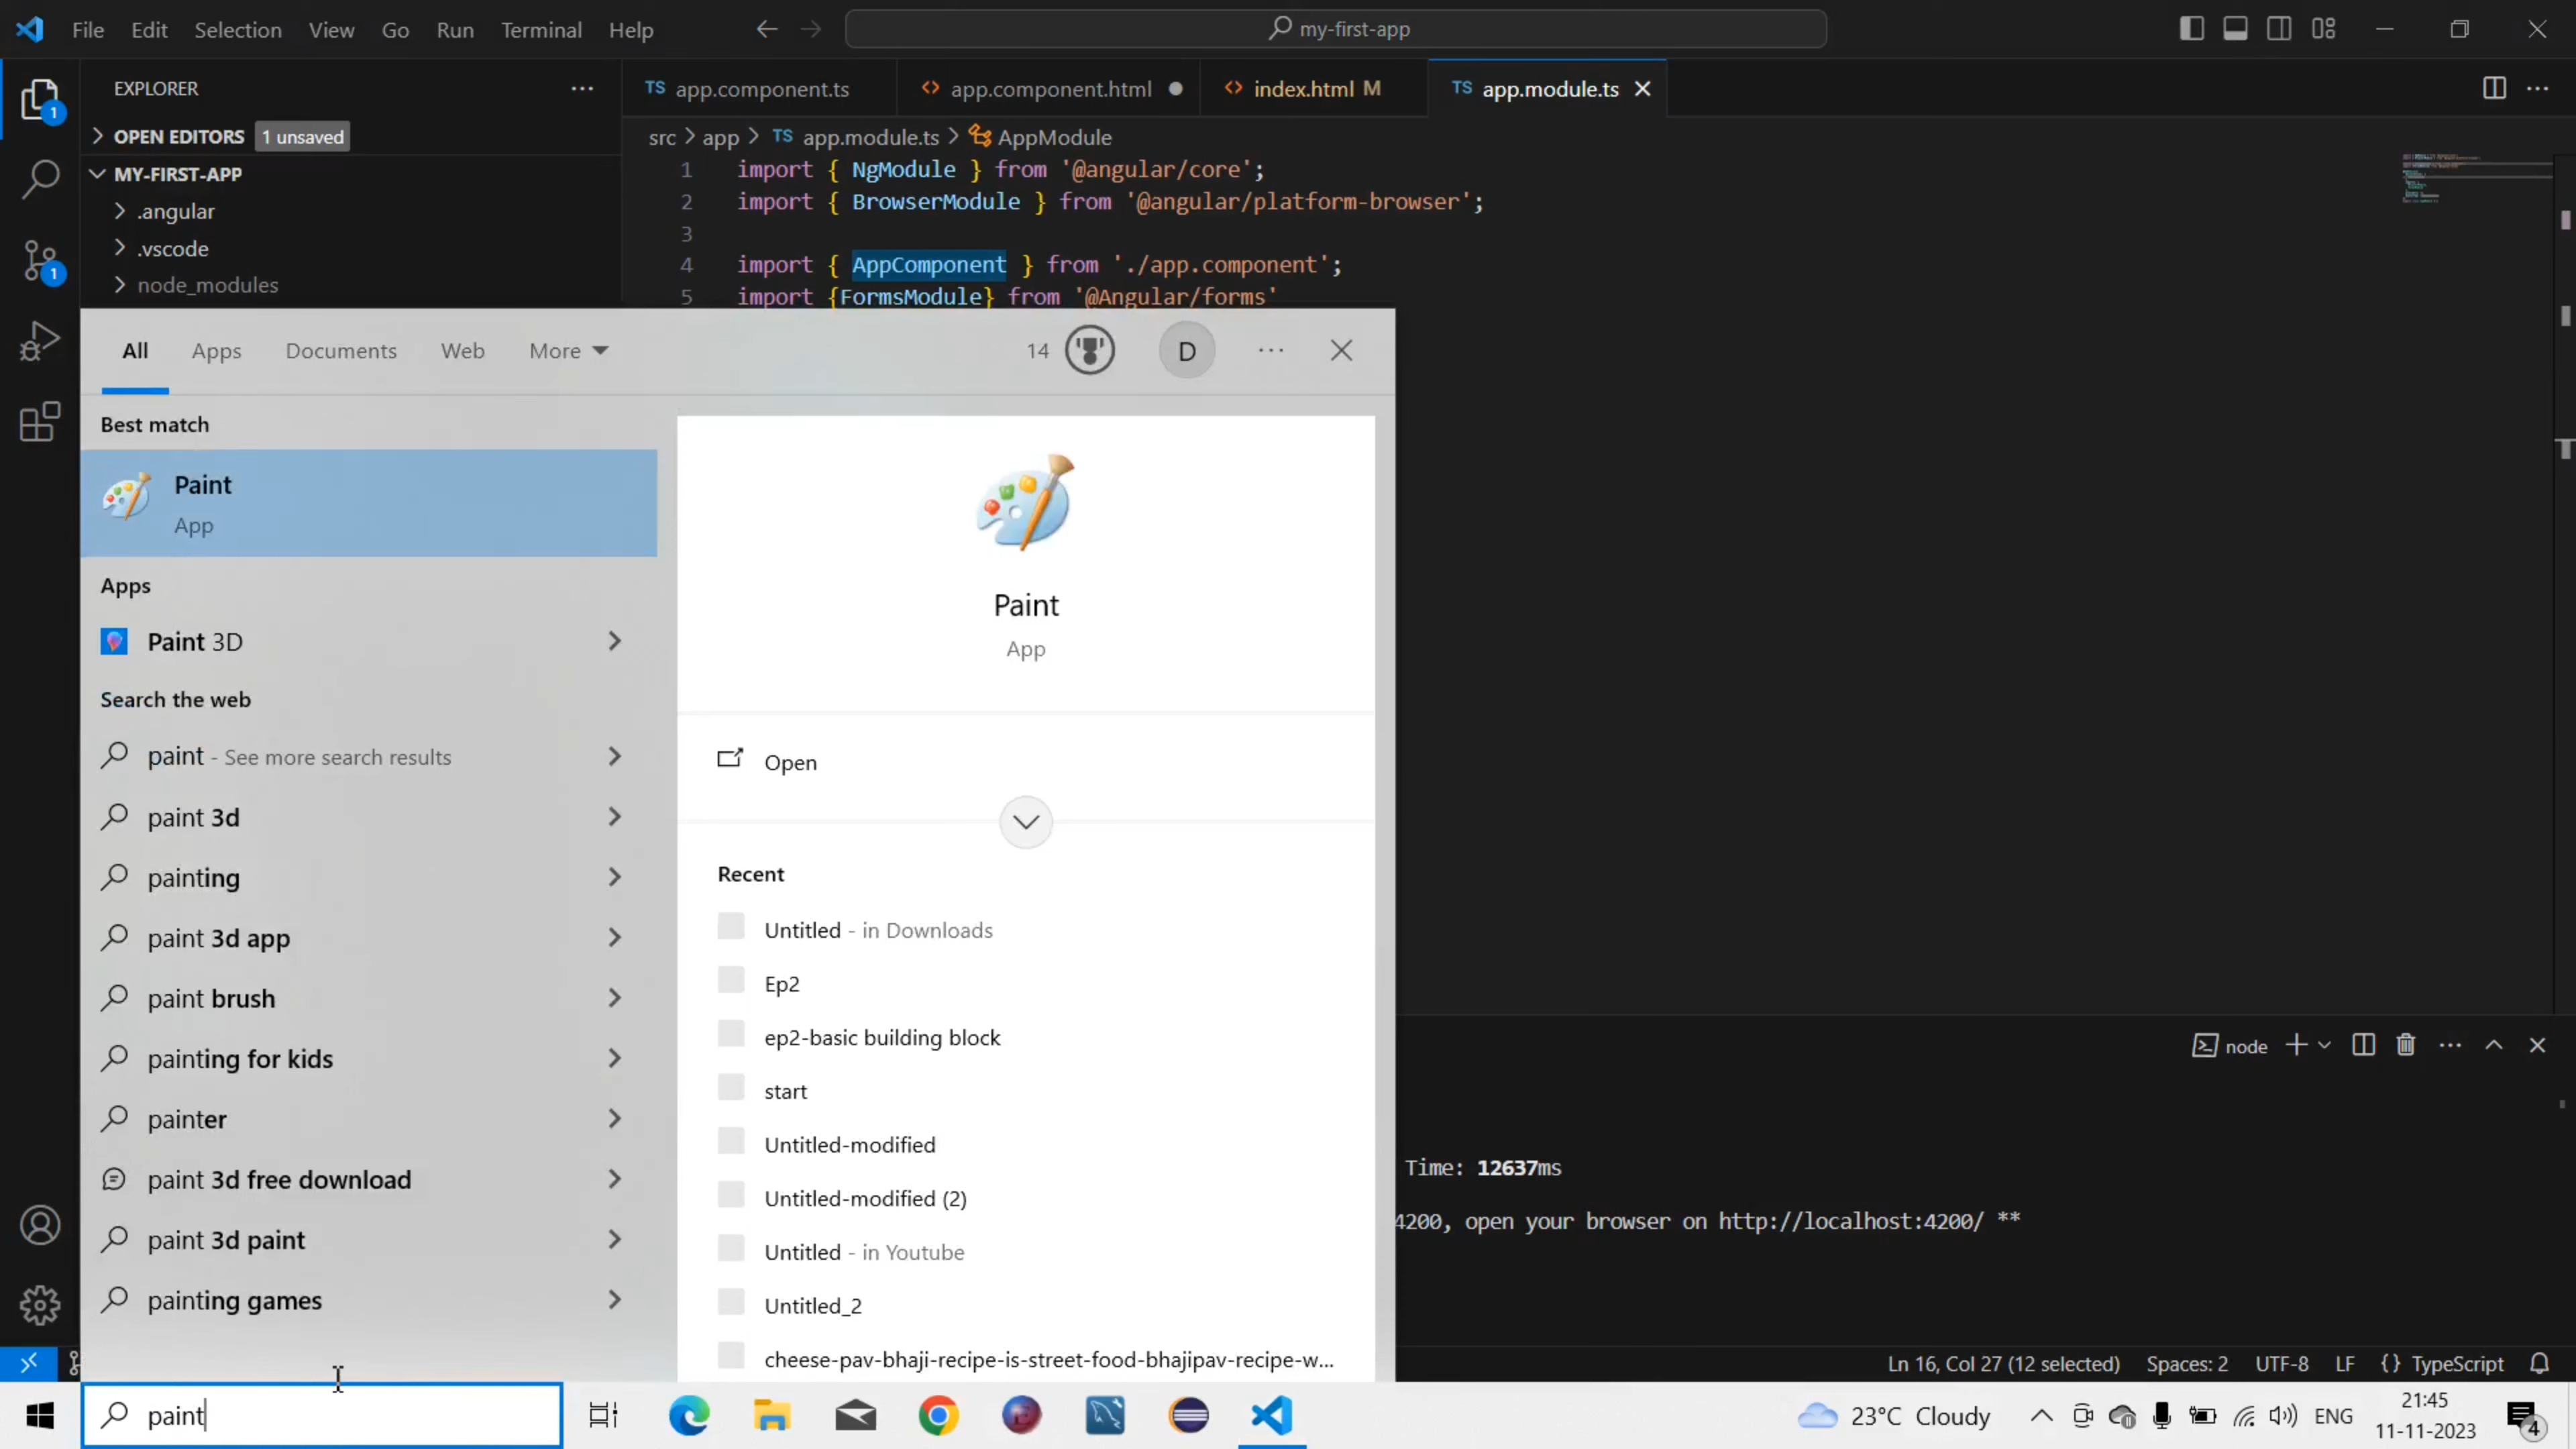 File Edit Selection View Go Run Terminal Help
my-first-app
EXPLORER
OPEN EDITORS 1 unsaved
MY-FIRST-APP
.angular
.vscode
node_modules
TS app.component.ts
<> app.component.html
<> index.html M
TS app.module.ts
src > app > TS app.module.ts > AppModule
1 import { NgModule } from '@angular/core';
2 import { BrowserModule } from '@angular/platform-browser';
3
4 import { AppComponent } from './app.component';
5 import {FormsModule} from '@Angular/forms'
1
1
All Apps Documents Web More
14
D
Best match
Paint
App
Apps
Paint 3D
Search the web
paint - See more search results
paint 3d
painting
paint 3d app
paint brush
painting for kids
painter
paint 3d free download
paint 3d paint
painting games
Paint
App
Open
Recent
Untitled - in Downloads
Ep2
ep2-basic building block
start
Untitled-modified
Untitled-modified (2)
Untitled - in Youtube
Untitled_2
cheese-pav-bhaji-recipe-is-street-food-bhajipav-recipe-w...
node
Time: 12637ms
4200, open your browser on http://localhost:4200/ **
Ln 16, Col 27 (12 selected) Spaces: 2 UTF-8 LF {} TypeScript
paint
23°C Cloudy
ENG
21:45
11-11-2023
4